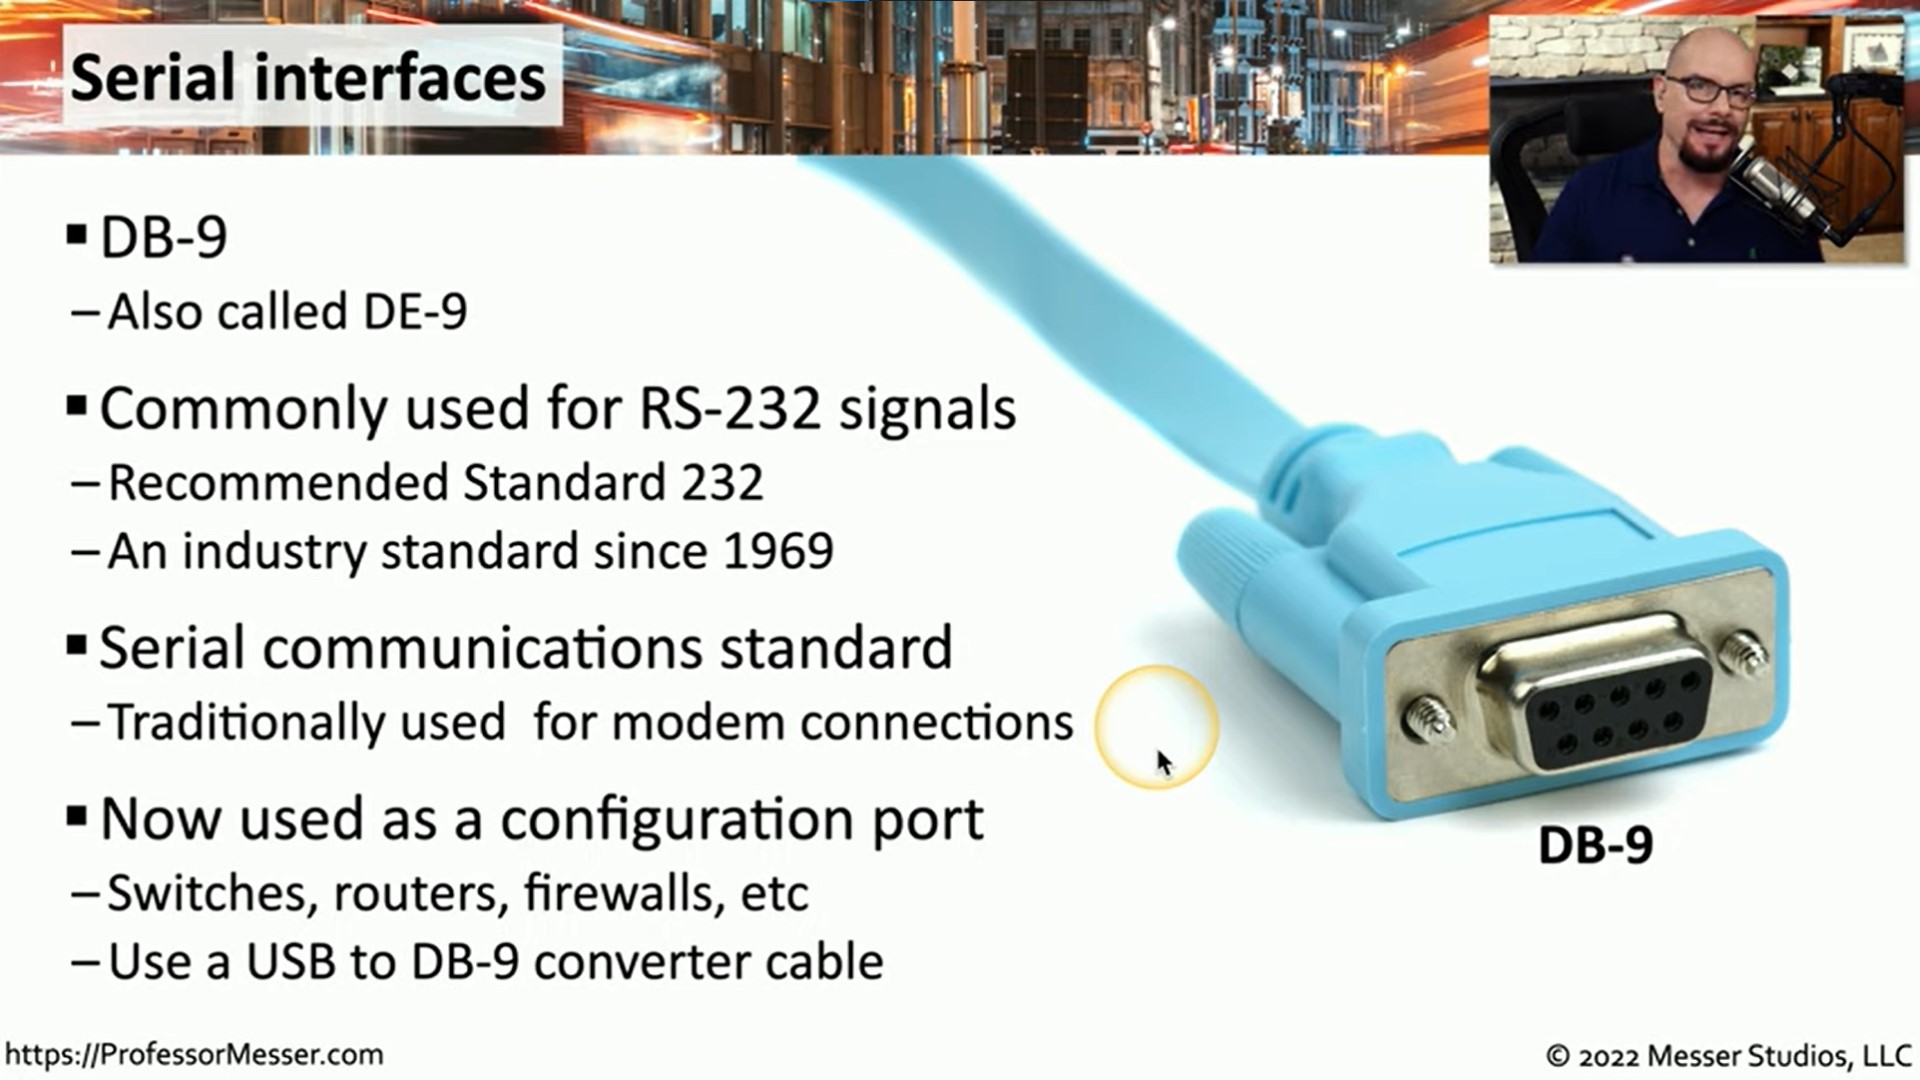 Serial interfaces
▪ DB-9
– Also called DE-9
▪ Commonly used for RS-232 signals
– Recommended Standard 232
– An industry standard since 1969
▪ Serial communications standard
– Traditionally used  for modem connections
▪ Now used as a configuration port
– Switches, routers, firewalls, etc
– Use a USB to DB-9 converter cable
DB-9
https://ProfessorMesser.com
© 2022 Messer Studios, LLC